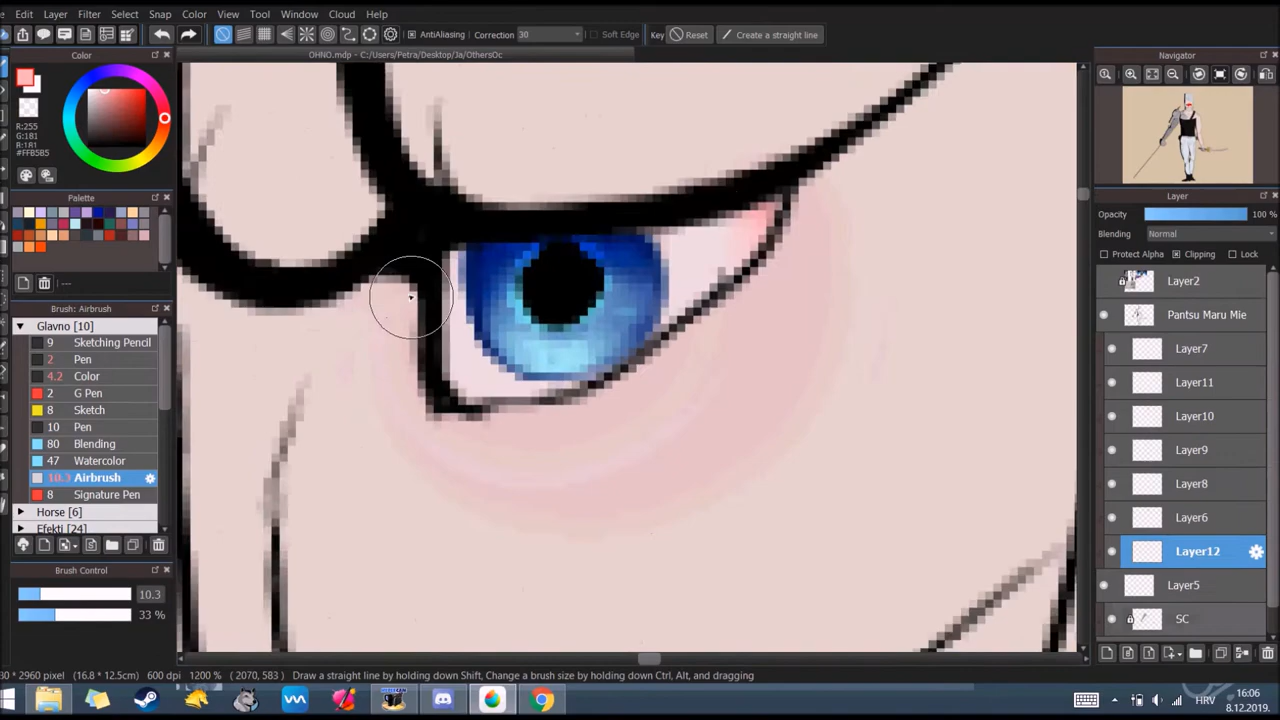 Edit Layer Filter Select Snap Color View Tool Window Cloud Help
AntiAliasing Correction 30 Soft Edge Key Reset Create a straight line
Color
OHNO.mdp - C:/Users/Petra/Desktop/Ja/OthersOc
Navigator
R:255
G:181
B:181
#FFB5B5
Palette
---
Brush: Airbrush
Glavno [10]
9 Sketching Pencil
2 Pen
4.2 Color
2 G Pen
8 Sketch
10 Pen
80 Blending
47 Watercolor
10.3 Airbrush
8 Signature Pen
Horse [6]
Efekti [24]
Brush Control
10.3
33 %
Layer
Opacity 100 %
Blending Normal
Protect Alpha Clipping Lock
Layer2
Pantsu Maru Mie
Layer7
Layer11
Layer10
Layer9
Layer8
Layer6
Layer12
Layer5
SC
* 2960 pixel (16.8 * 12.5cm) 600 dpi 1200 % (2070, 583) Draw a straight line by holding down Shift, Change a brush size by holding down Ctrl, Alt, and dragging
HRV
16:06
8.12.2019.